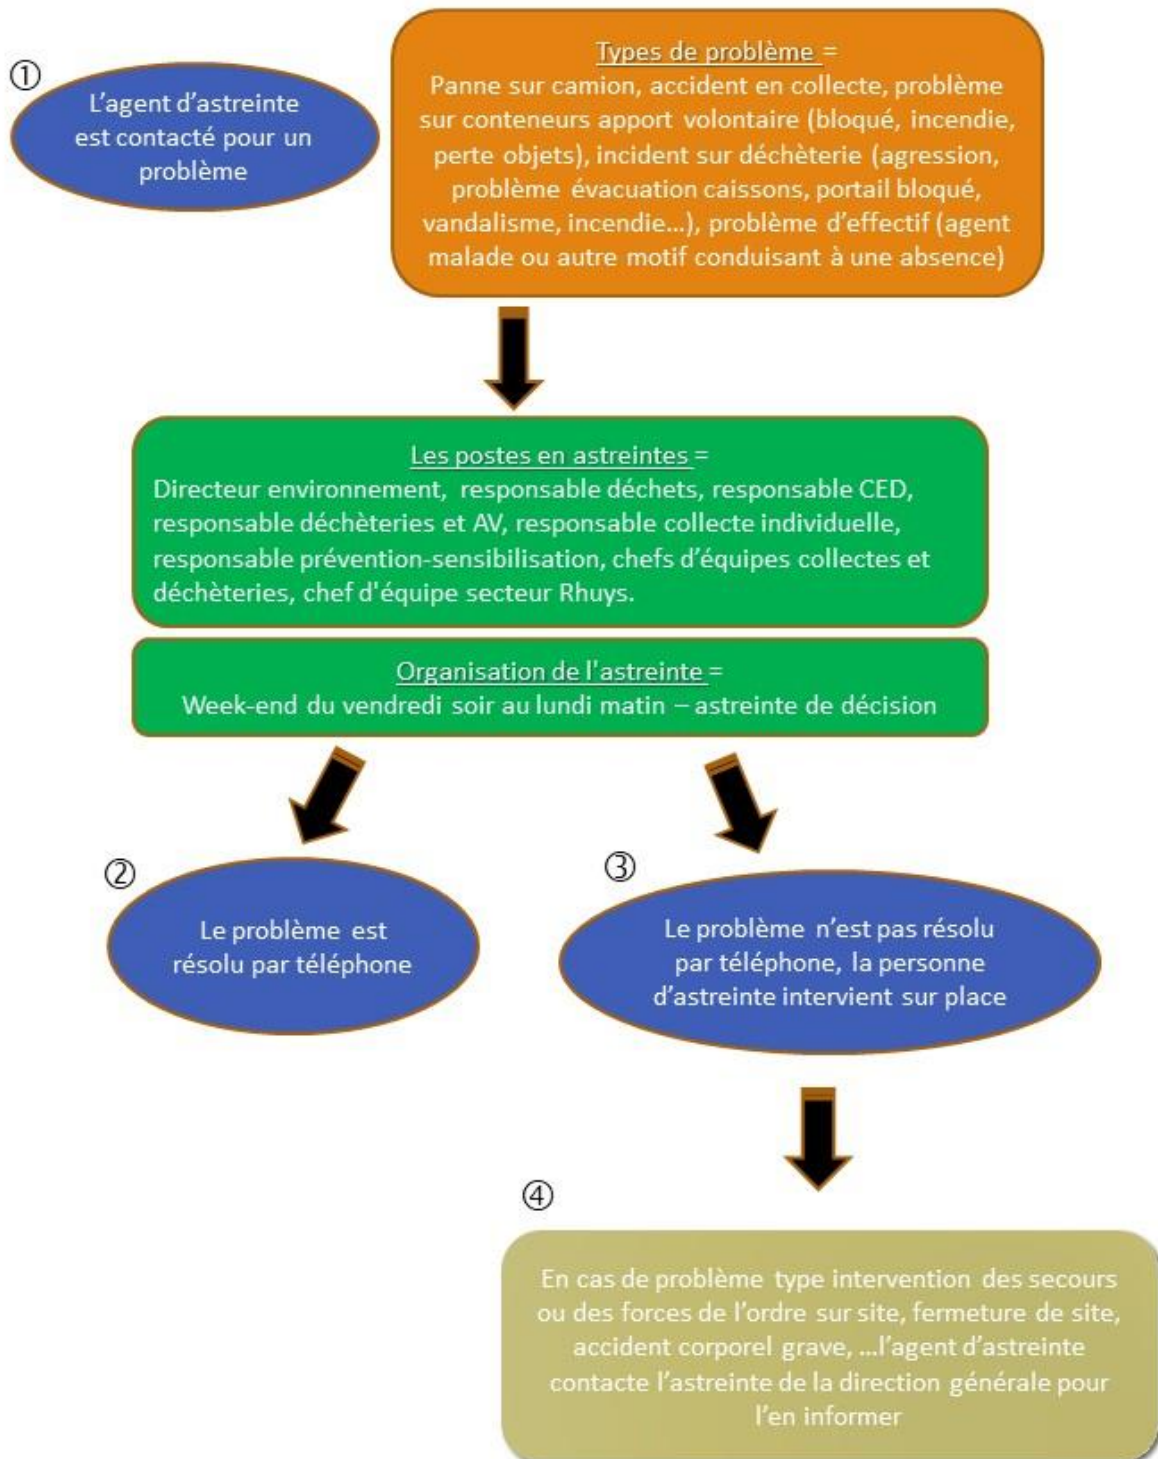 ①
L’agent d’astreinte
est contacté pour un
problème
Types de problème =
Panne sur camion, accident en collecte, problème
sur conteneurs apport volontaire (bloqué, incendie,
perte objets), incident sur déchèterie (agression,
problème évacuation caissons, portail bloqué,
vandalisme, incendie…), problème d’effectif (agent
malade ou autre motif conduisant à une absence)
Les postes en astreintes =
Directeur environnement, responsable déchets, responsable CED,
responsable déchèteries et AV, responsable collecte individuelle,
responsable prévention-sensibilisation, chefs d’équipes collectes et
déchèteries, chef d'équipe secteur Rhuys.
Organisation de l'astreinte =
Week-end du vendredi soir au lundi matin – astreinte de décision
②
Le problème est
résolu par téléphone
③
Le problème n’est pas résolu
par téléphone, la personne
d’astreinte intervient sur place
④
En cas de problème type intervention des secours
ou des forces de l’ordre sur site, fermeture de site,
accident corporel grave, …l’agent d’astreinte
contacte l’astreinte de la direction générale pour
l’en informer